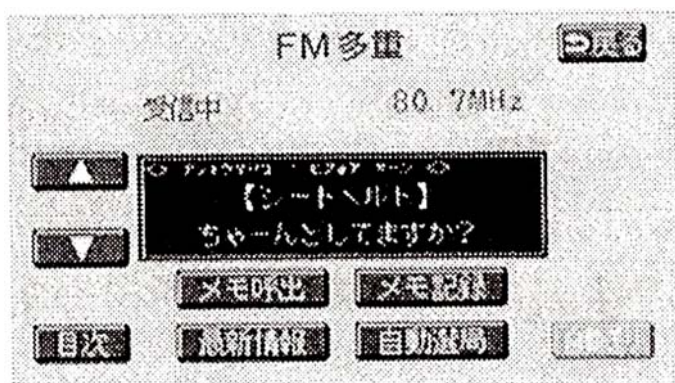 FM多重
戻る
受信中 80.7MHz
▲
【シートベルト】
▼
ちゃーんとしてますか?
メモ呼出 メモ記録
目次 最新情報 自動選局